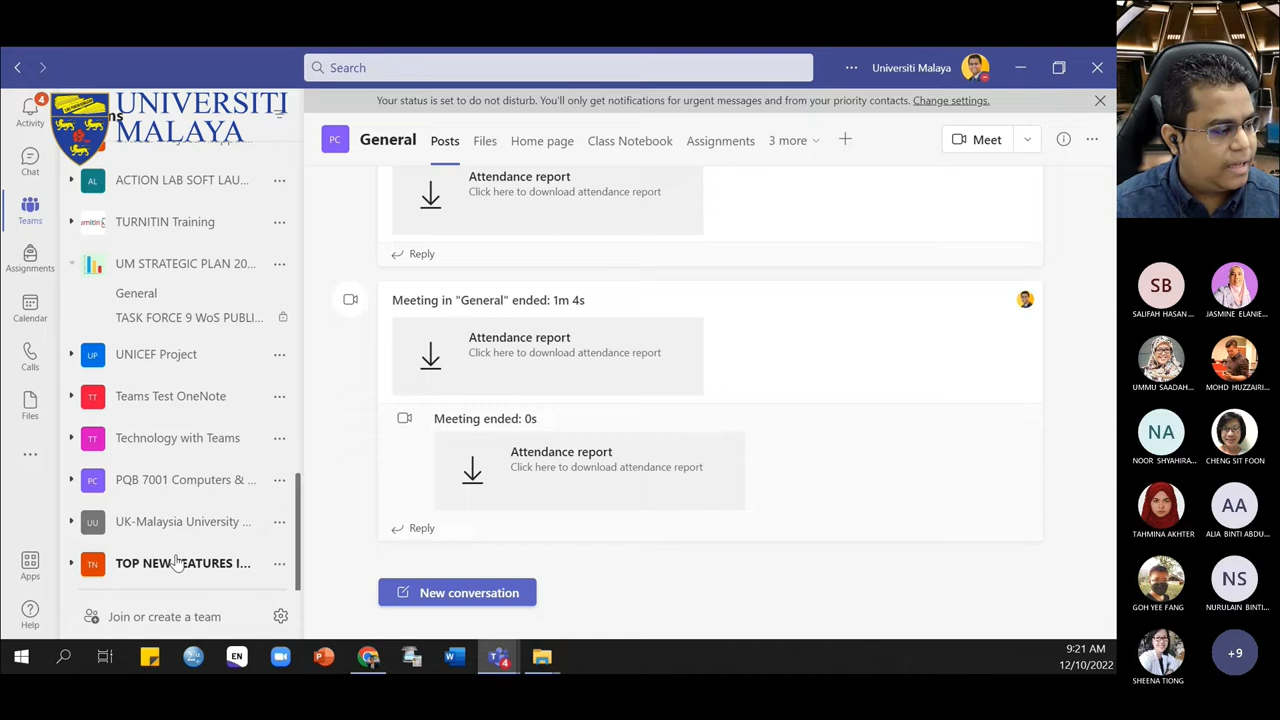 Search
Universiti Malaya
Your status is set to do not disturb. You'll only get notifications for urgent messages and from your priority contacts. Change settings.
UNIVERSITI
MALAYA
4
Activity
Chat
Teams
Assignments
Calendar
Calls
Files
Apps
Help
AL
ACTION LAB SOFT LAU...
turnitin
TURNITIN Training
UM STRATEGIC PLAN 20...
General
TASK FORCE 9 WoS PUBLI...
UP
UNICEF Project
TT
Teams Test OneNote
TT
Technology with Teams
PC
PQB 7001 Computers & ...
UU
UK-Malaysia University ...
TN
TOP NEW FEATURES I...
Join or create a team
PC
General
Posts
Files
Home page
Class Notebook
Assignments
3 more
Meet
Attendance report
Click here to download attendance report
Reply
Meeting in "General" ended: 1m 4s
Attendance report
Click here to download attendance report
Meeting ended: 0s
Attendance report
Click here to download attendance report
Reply
New conversation
EN
4
9:21 AM
12/10/2022
SB
SALIFAH HASAN ...
JASMINE ELANIE...
UMMU SAADAH...
MOHD HUZZAIRI...
NA
NOOR SHYAHIRA...
CHENG SIT FOON
TAHMINA AKHTER
AA
ALIA BINTI ABDU...
GOH YEE FANG
NS
NURULAIN BINTI...
SHEENA TIONG
+9